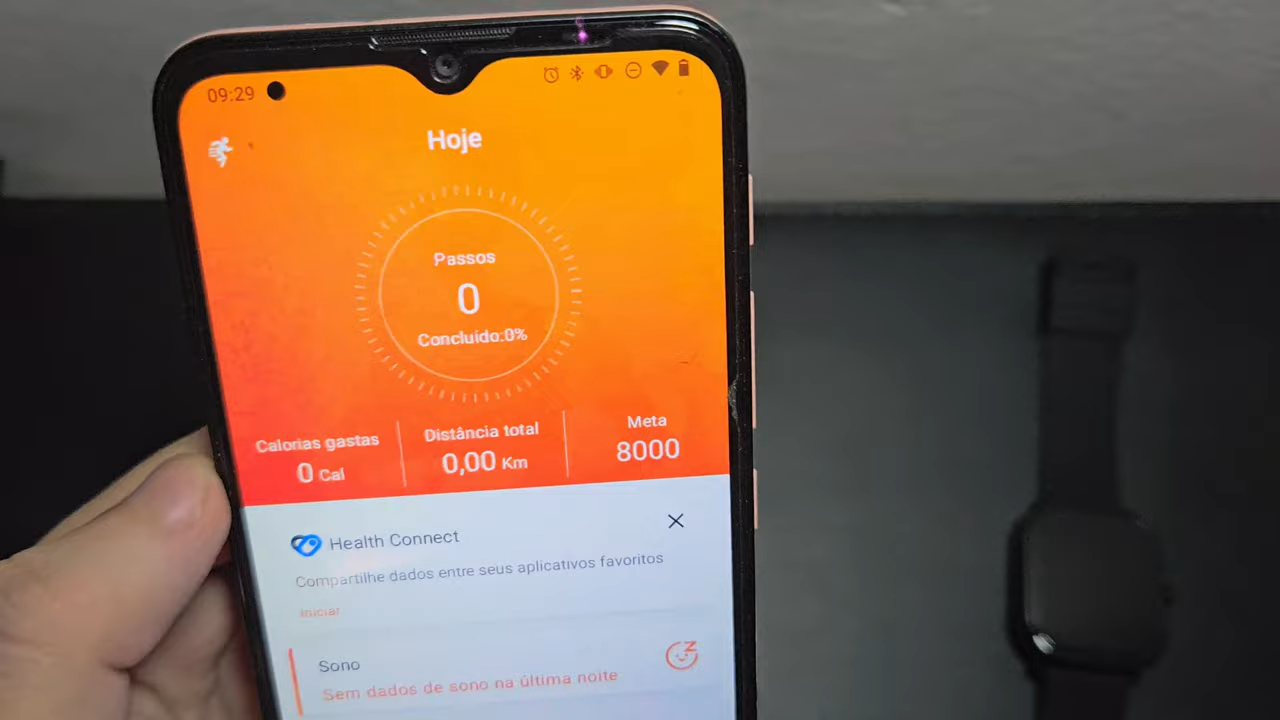 09:29
Hoje
Passos
0
Concluído:0%
Calorias gastas
0 Cal
Distância total
0,00 Km
Meta
8000
Health Connect
Compartilhe dados entre seus aplicativos favoritos
Iniciar
Sono
Sem dados de sono na última noite